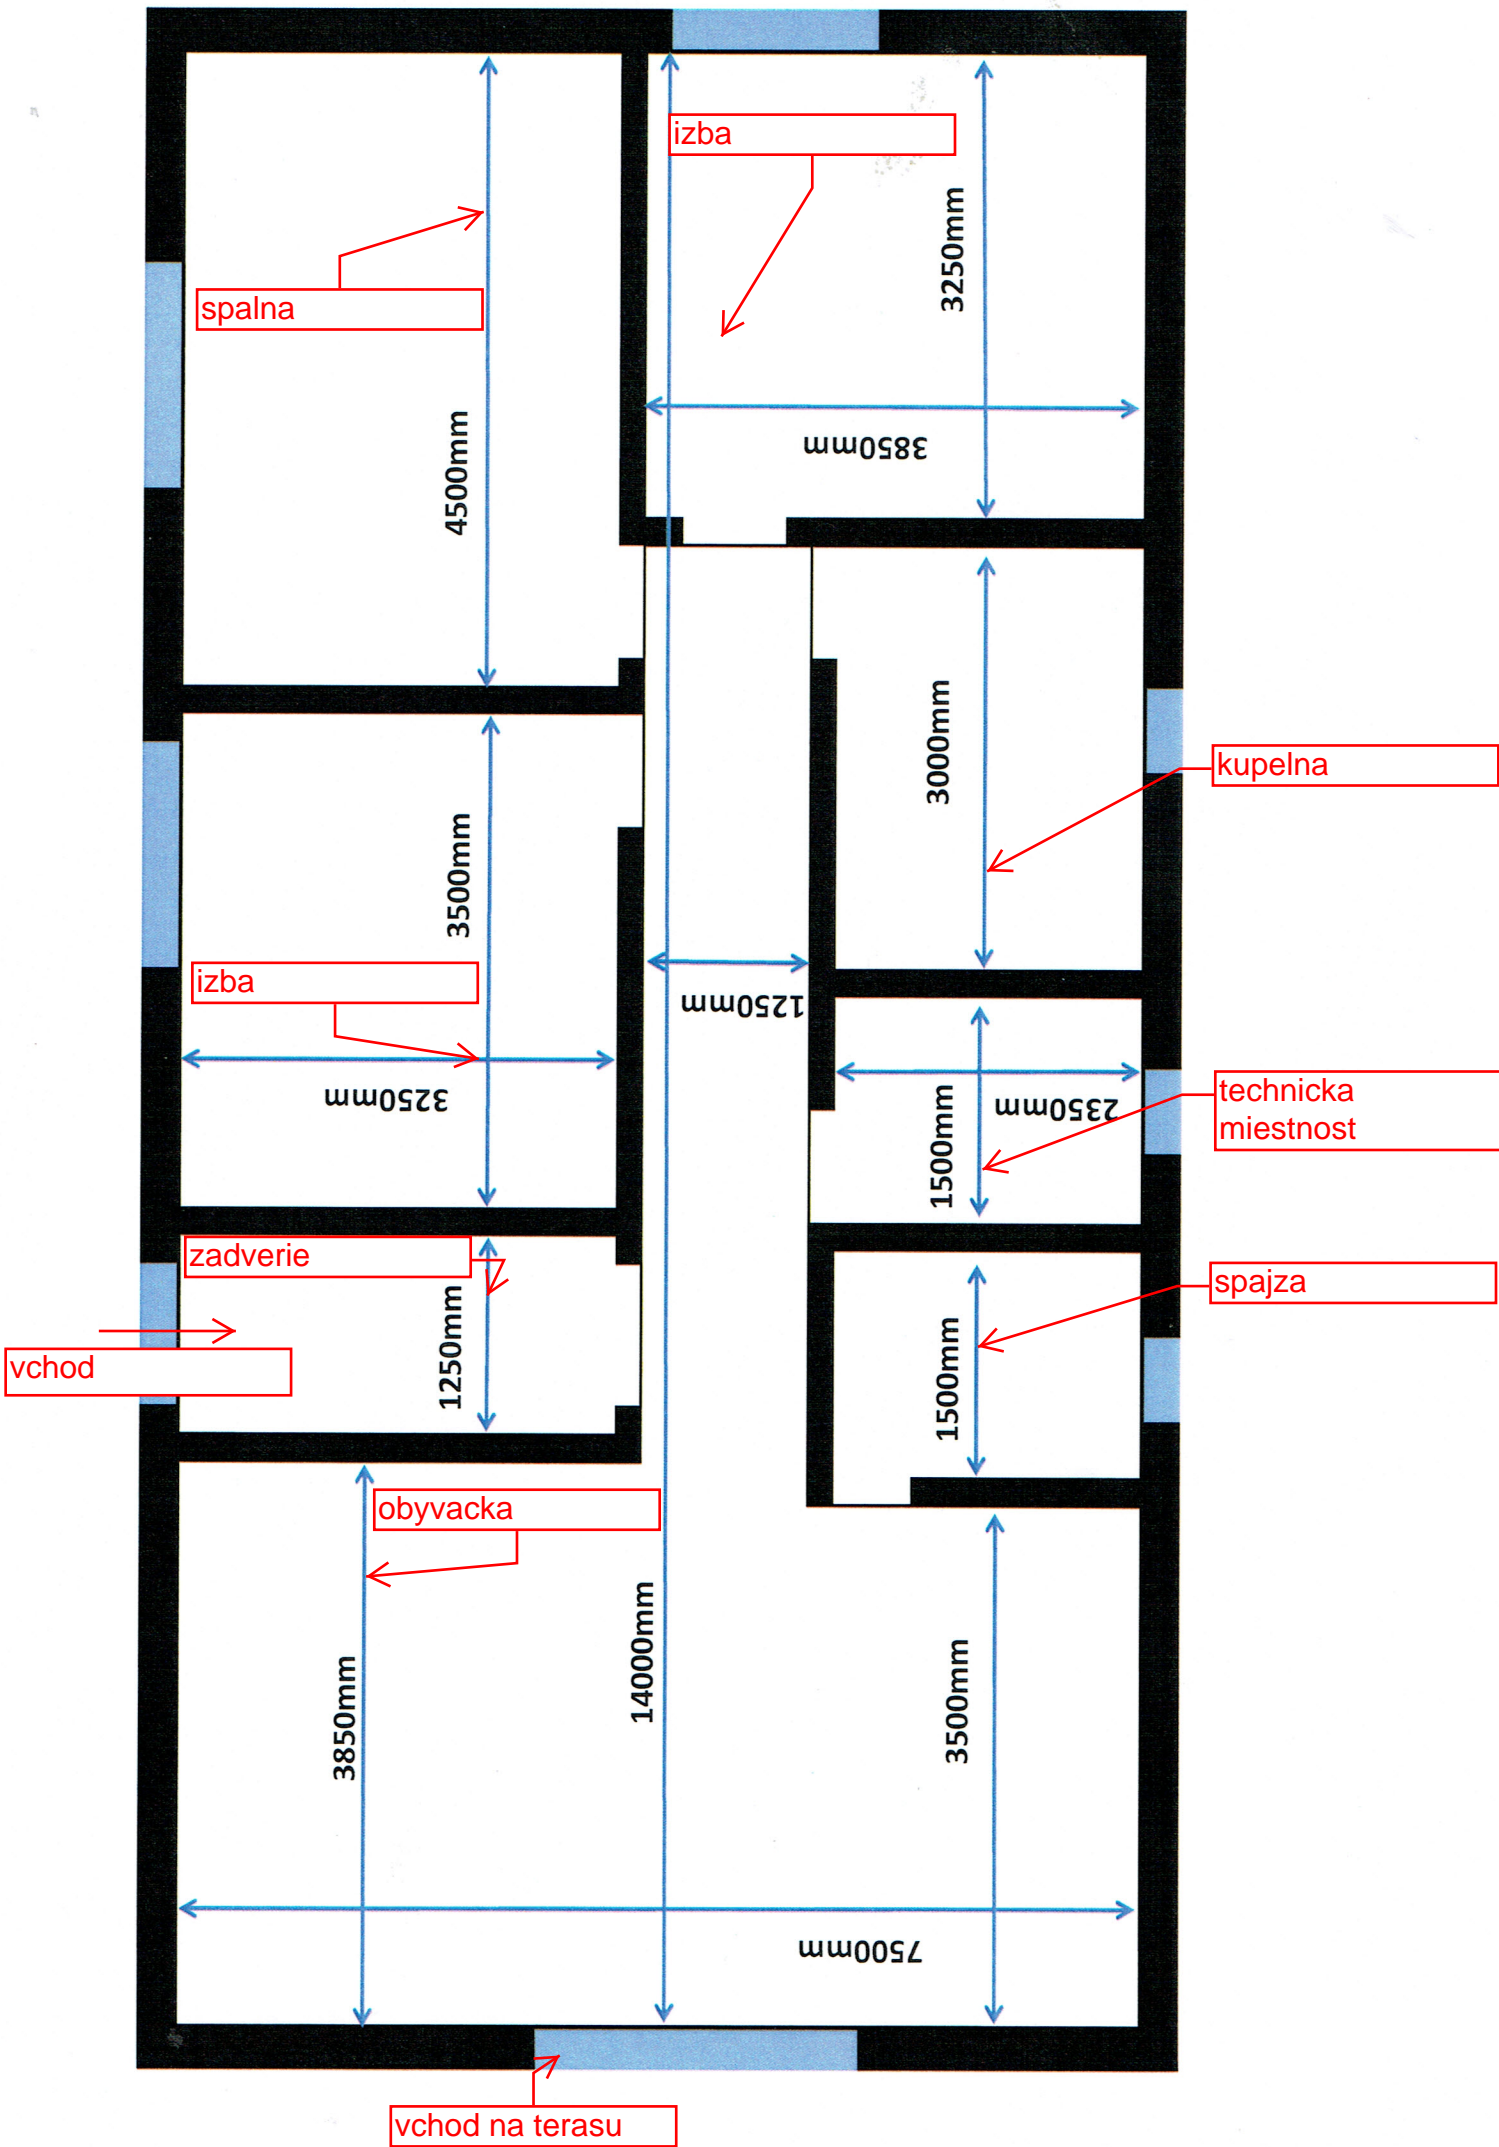 izba
3250mm
spalna
3850mm
4500mm
3000mm
kupelna
3500mm
izba
1250mm
3250mm
2350mm
1500mm
technicka
miestnost
zadverie
1250mm
spajza
1500mm
vchod
obyvacka
14000mm
3850mm
3500mm
7500mm
vchod na terasu